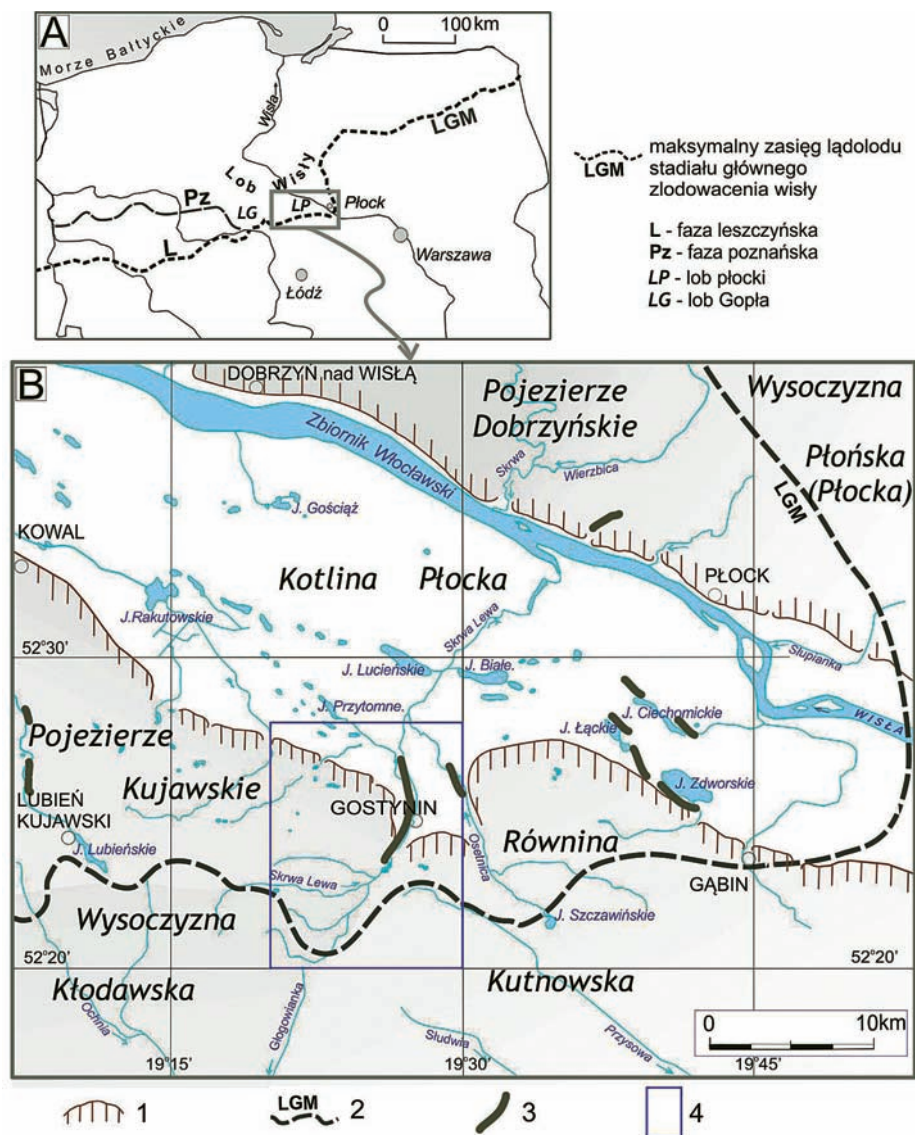 A
0 100 km
Morze Bałtyckie
Wisła
LGM
Lob Wisły
Pz
LG
LP
Płock
L
Warszawa
Łódź
LGM
maksymalny zasięg lądolodu
stadiału głównego
zlodowacenia wisły
L - faza leszczyńska
Pz - faza poznańska
LP - lob płocki
LG - lob Gopła
B
DOBRZYŃ nad WISŁĄ
Pojezierze
Dobrzyńskie
Wysoczyzna
Płońska
(Płocka)
Zbiornik Włocławski
Skrwa
Wierzbica
LGM
J. Gościąż
KOWAL
Kotlina Płocka
PŁOCK
J.Rakutowskie
Skrwa Lewa
Słupianka
52°30'
J. Lucieńskie
J. Białe.
J. Przytomne.
J. Ciechomickie
WISŁA
J. Łąckie
Pojezierze
Kujawskie
J. Zdworskie
LUBIEŃ
KUJAWSKI
GOSTYNIN
J. Lubieńskie
Osetnica
Równina
GĄBIN
Skrwa Lewa
Wysoczyzna
J. Szczawińskie
52°20'
52°20'
Kłodawska
Kutnowska
Ochnia
Głogowianka
Słudwia
Przysowa
0 10km
19°15'
19°30'
19°45'
1
LGM 2
3
4